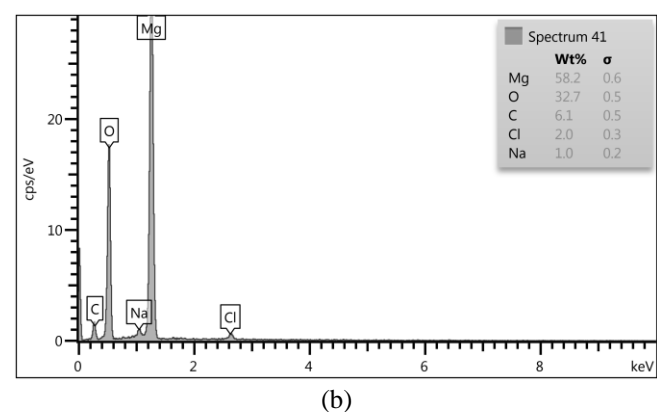 Mg
Spectrum 41
Wt% σ
Mg 58.2 0.6
O 32.7 0.5
C 6.1 0.5
Cl 2.0 0.3
Na 1.0 0.2
20
O
cps/eV
10
C
Na
Cl
0
0 2 4 6 8 keV
(b)